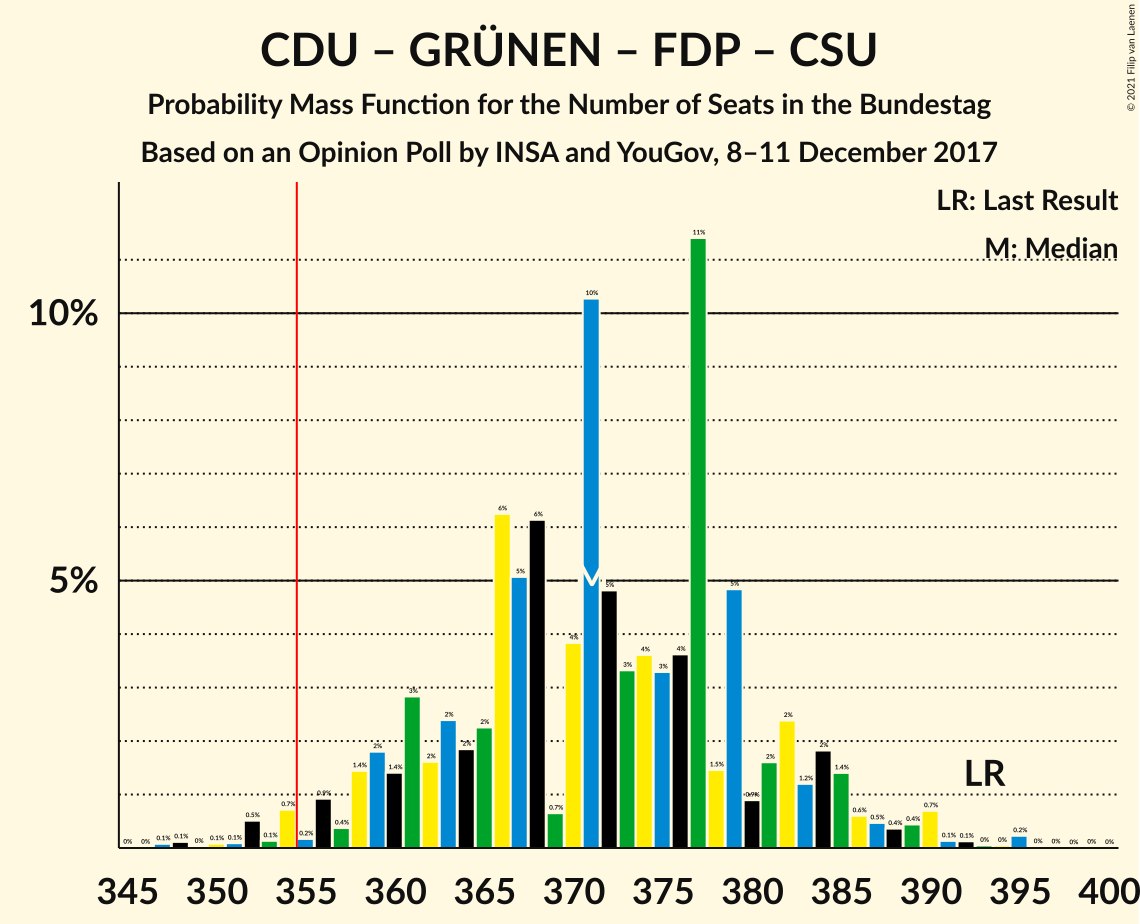 CDU – GRÜNEN – FDP – CSU
Probability Mass Function for the Number of Seats in the Bundestag
Based on an Opinion Poll by INSA and YouGov, 8–11 December 2017
© 2021 Filip van Laenen
LR: Last Result
M: Median
10%
5%
0% 0% 0.1% 0.1% 0% 0.1% 0.1% 0.5% 0.1% 0.7% 0.2% 0.9% 0.4% 1.4% 2% 1.4% 3% 2% 2% 2% 2% 6% 5% 6% 0.7% 4% 10% 5% 3% 4% 3% 4% 11% 1.5% 5% 0.9% 2% 2% 1.2% 2% 1.4% 0.6% 0.5% 0.4% 0.4% 0.7% 0.1% 0.1% 0% 0% 0.2% 0% 0% 0% 0% 0%
LR
345 350 355 360 365 370 375 380 385 390 395 400